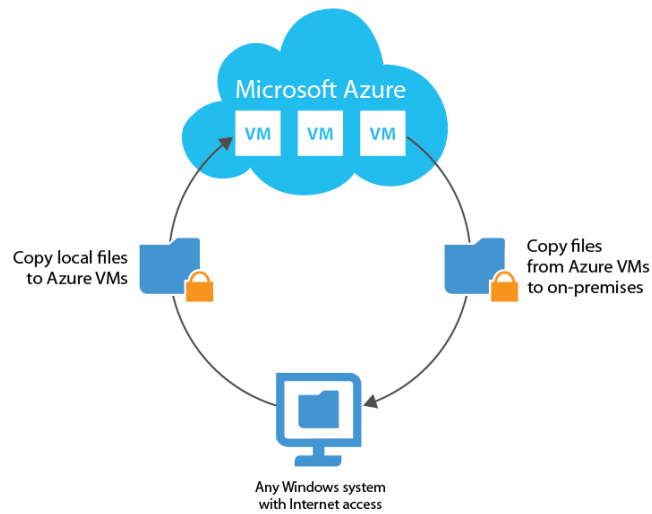 Microsoft Azure
VM VM VM
Copy local files
to Azure VMs
Copy files
from Azure VMs
to on-premises
Any Windows system
with Internet access